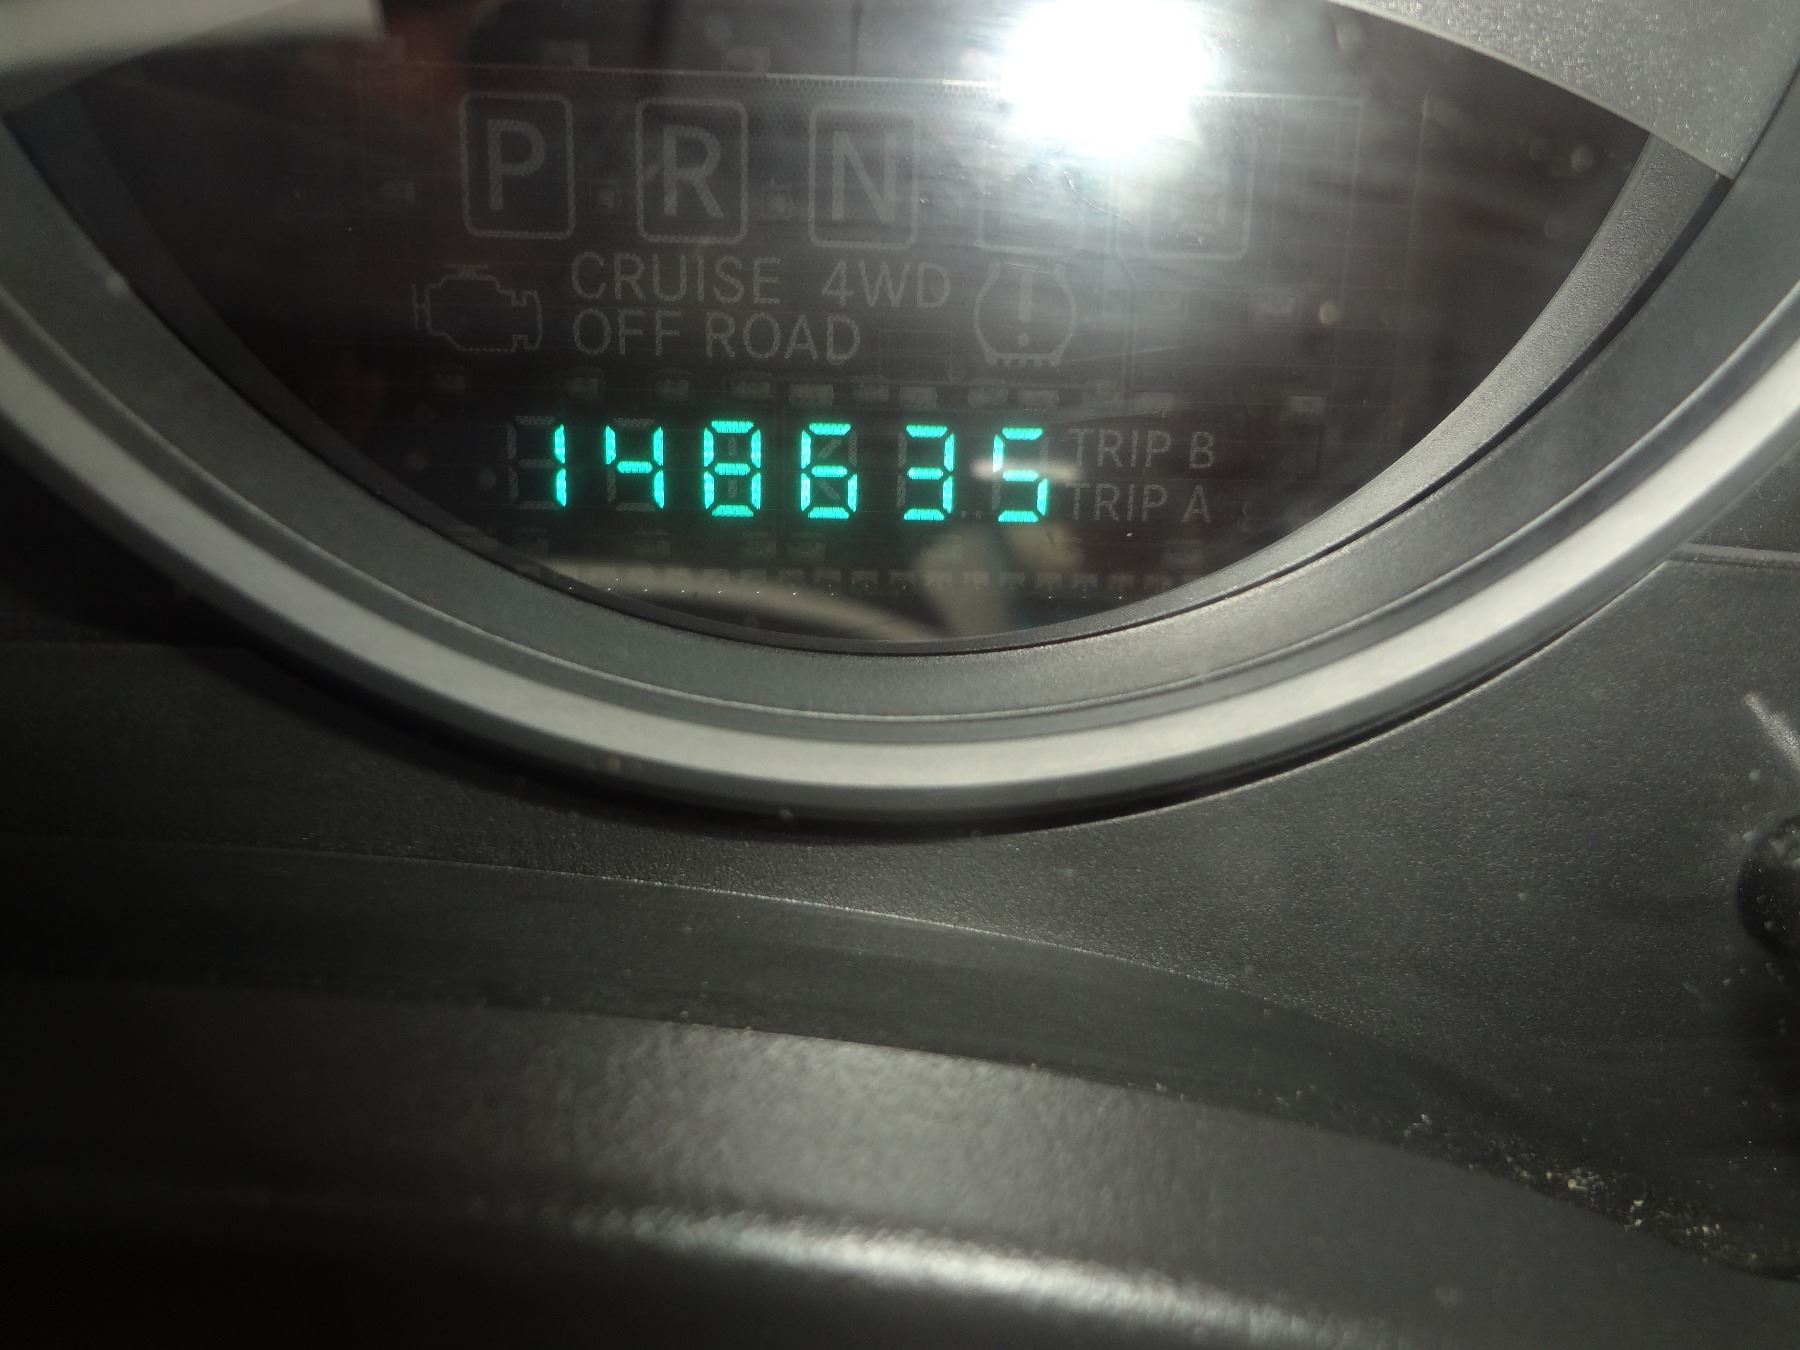 P R N
CRUISE 4WD
OFF ROAD
148635 TRIP B
TRIP A